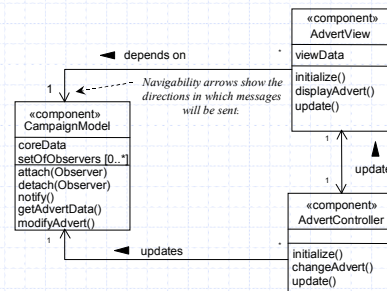 «component»
AdvertView
viewData
initialize()
displayAdvert()
update()
depends on
*
1
Navigability arrows show the
directions in which messages
will be sent.
«component»
CampaignModel
coreData
setOfObservers [0..*]
attach(Observer)
detach(Observer)
notify()
getAdvertData()
modifyAdvert()
1
1
update
1
«component»
AdvertController
initialize()
changeAdvert()
update()
updates
*